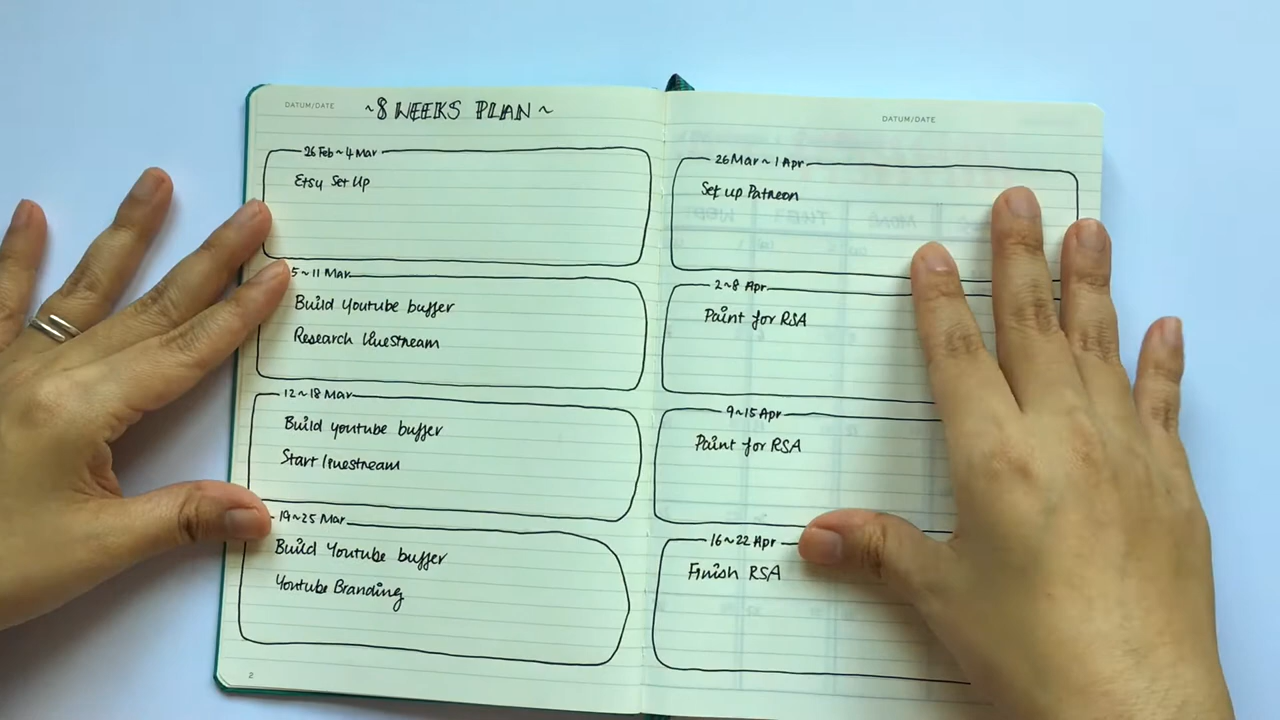 DATUM/DATE
~8 WEEKS PLAN~
26 Feb ~ 4 Mar
Etsy Set Up
5 ~ 11 Mar
Build Youtube buffer
Research livestream
12 ~ 18 Mar
Build youtube buffer
Start livestream
19 ~ 25 Mar
Build Youtube buffer
Youtube Branding
2
DATUM/DATE
26 Mar ~ 1 Apr
Set up Patreon
2 ~ 8 Apr
Paint for RSA
9 ~ 15 Apr
Paint for RSA
16 ~ 22 Apr
Finish RSA